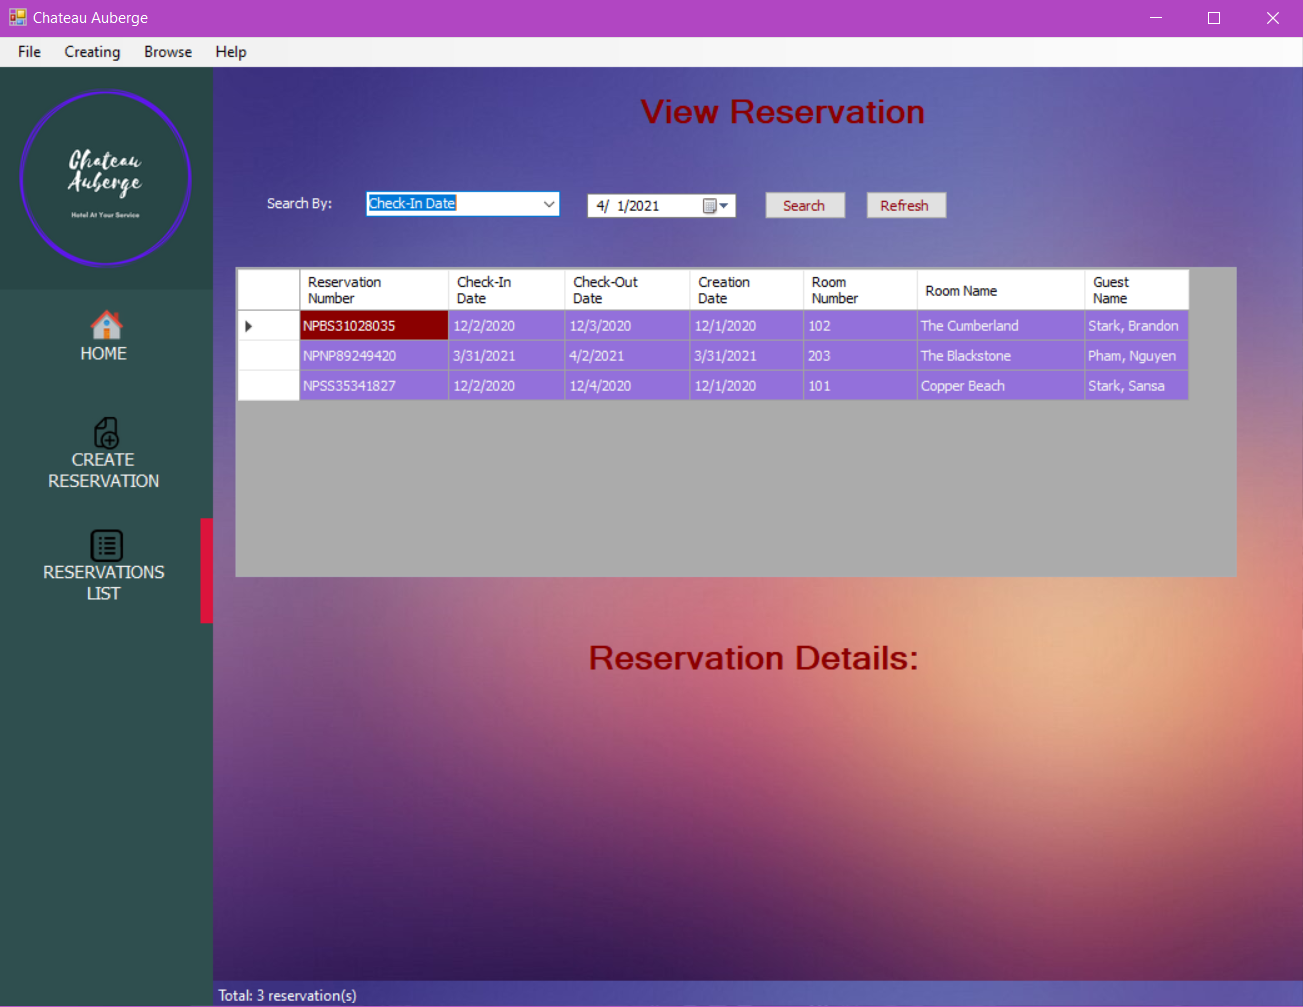 Chateau Auberge
File Creating Browse Help
Chateau
Auberge
Hotel At Your Service
HOME
CREATE
RESERVATION
RESERVATIONS
LIST
View Reservation
Search By: Check-In Date 4/ 1/2021 Search Refresh
Reservation Number Check-In Date Check-Out Date Creation Date Room Number Room Name Guest Name
NPBS31028035 12/2/2020 12/3/2020 12/1/2020 102 The Cumberland Stark, Brandon
NPNP89249420 3/31/2021 4/2/2021 3/31/2021 203 The Blackstone Pham, Nguyen
NPSS35341827 12/2/2020 12/4/2020 12/1/2020 101 Copper Beach Stark, Sansa
Reservation Details:
Total: 3 reservation(s)